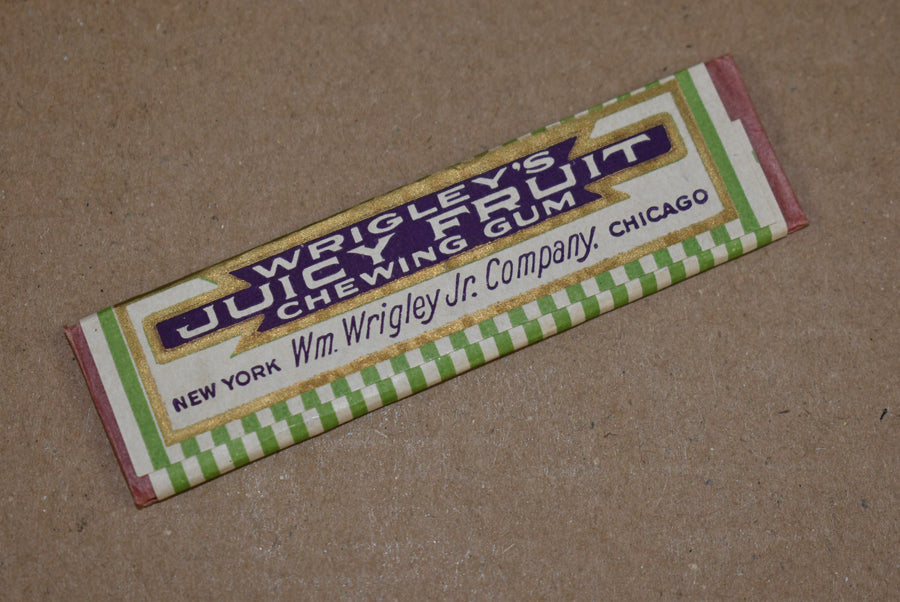 WRIGLEY'S
JUICY FRUIT
CHEWING GUM
NEW YORK Wm. Wrigley Jr. Company. CHICAGO